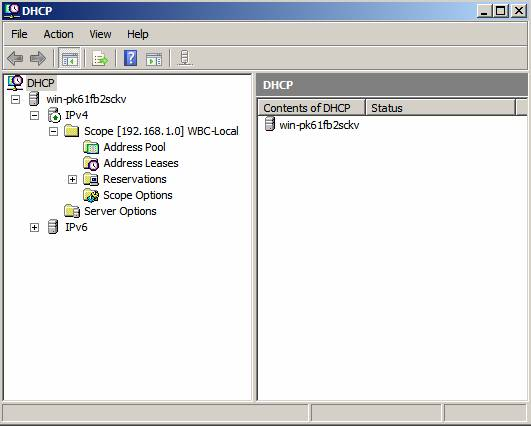 DHCP
File Action View Help
DHCP
win-pk61fb2sckv
IPv4
Scope [192.168.1.0] WBC-Local
Address Pool
Address Leases
Reservations
Scope Options
Server Options
IPv6
DHCP
Contents of DHCP Status
win-pk61fb2sckv